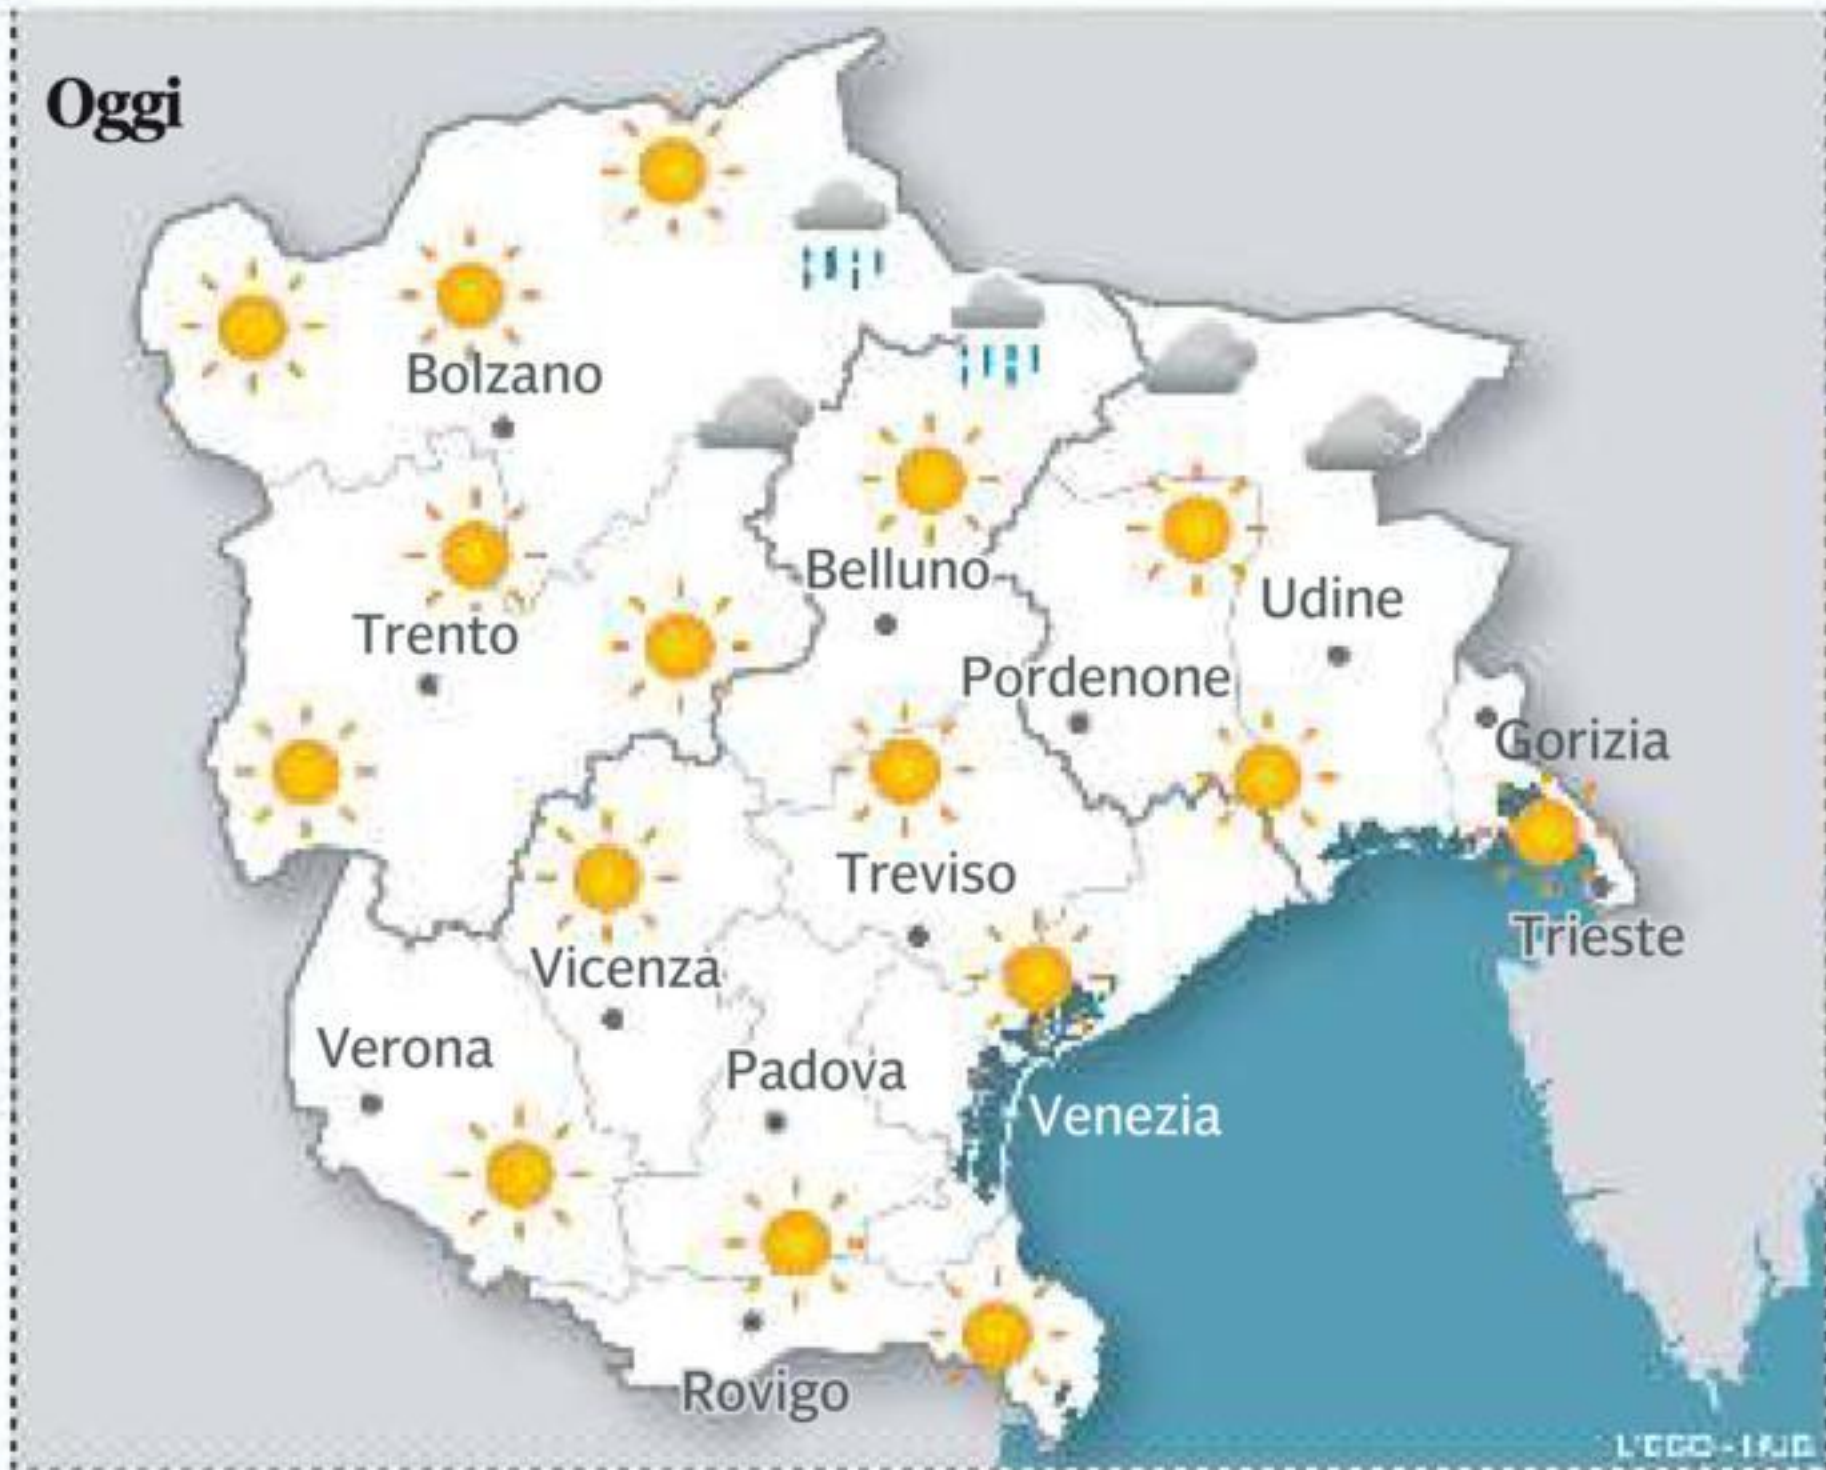 Oggi
Bolzano
Belluno
Udine
Trento
Pordenone
Gorizia
Treviso
Trieste
Vicenza
Verona
Padova
Venezia
Rovigo